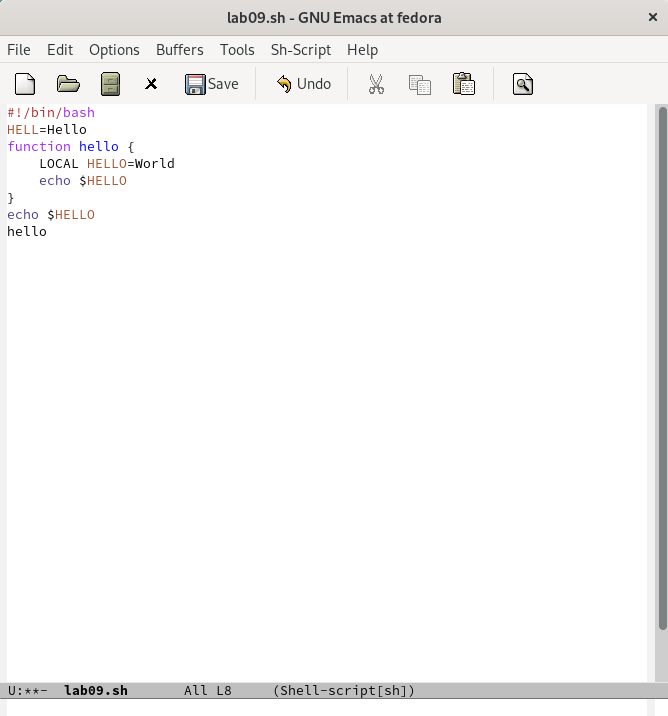 lab09.sh - GNU Emacs at fedora
File Edit Options Buffers Tools Sh-Script Help
Save Undo
#!/bin/bash
HELL=Hello
function hello {
    LOCAL HELLO=World
    echo $HELLO
}
echo $HELLO
hello
U:**-  lab09.sh       All L8     (Shell-script[sh])